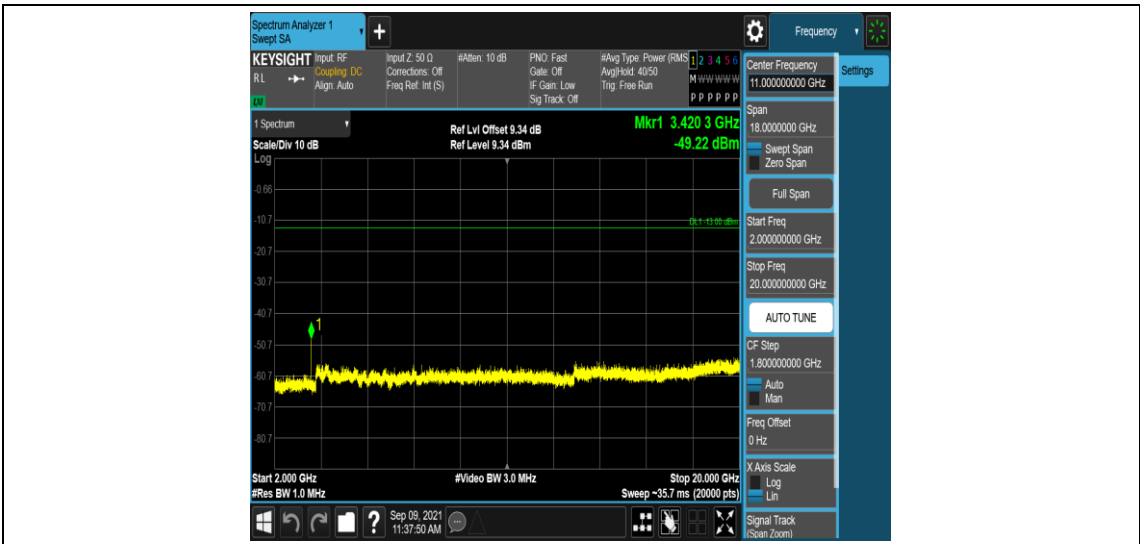 Spectrum Analyzer 1
Swept SA
+
Frequency
KEYSIGHT
RL
LXI
Input: RF
Coupling: DC
Align: Auto
Input Z: 50 Ω
Corrections: Off
Freq Ref: Int (S)
#Atten: 10 dB
PNO: Fast
Gate: Off
IF Gain: Low
Sig Track: Off
#Avg Type: Power (RMS
Avg|Hold: 40/50
Trig: Free Run
1 2 3 4 5 6
M W W W W W
P P P P P P
1 Spectrum
Scale/Div 10 dB
Ref Lvl Offset 9.34 dB
Ref Level 9.34 dBm
Mkr1 3.420 3 GHz
-49.22 dBm
Log
-0.66
-10.7
DL1 -13.00 dBm
-20.7
-30.7
-40.7
1
-50.7
-60.7
-70.7
-80.7
Start 2.000 GHz
#Video BW 3.0 MHz
Stop 20.000 GHz
#Res BW 1.0 MHz
Sweep ~35.7 ms (20000 pts)
?
Sep 09, 2021
11:37:50 AM
Center Frequency
11.000000000 GHz
Settings
Span
18.0000000 GHz
Swept Span
Zero Span
Full Span
Start Freq
2.000000000 GHz
Stop Freq
20.000000000 GHz
AUTO TUNE
CF Step
1.800000000 GHz
Auto
Man
Freq Offset
0 Hz
X Axis Scale
Log
Lin
Signal Track
(Span Zoom)